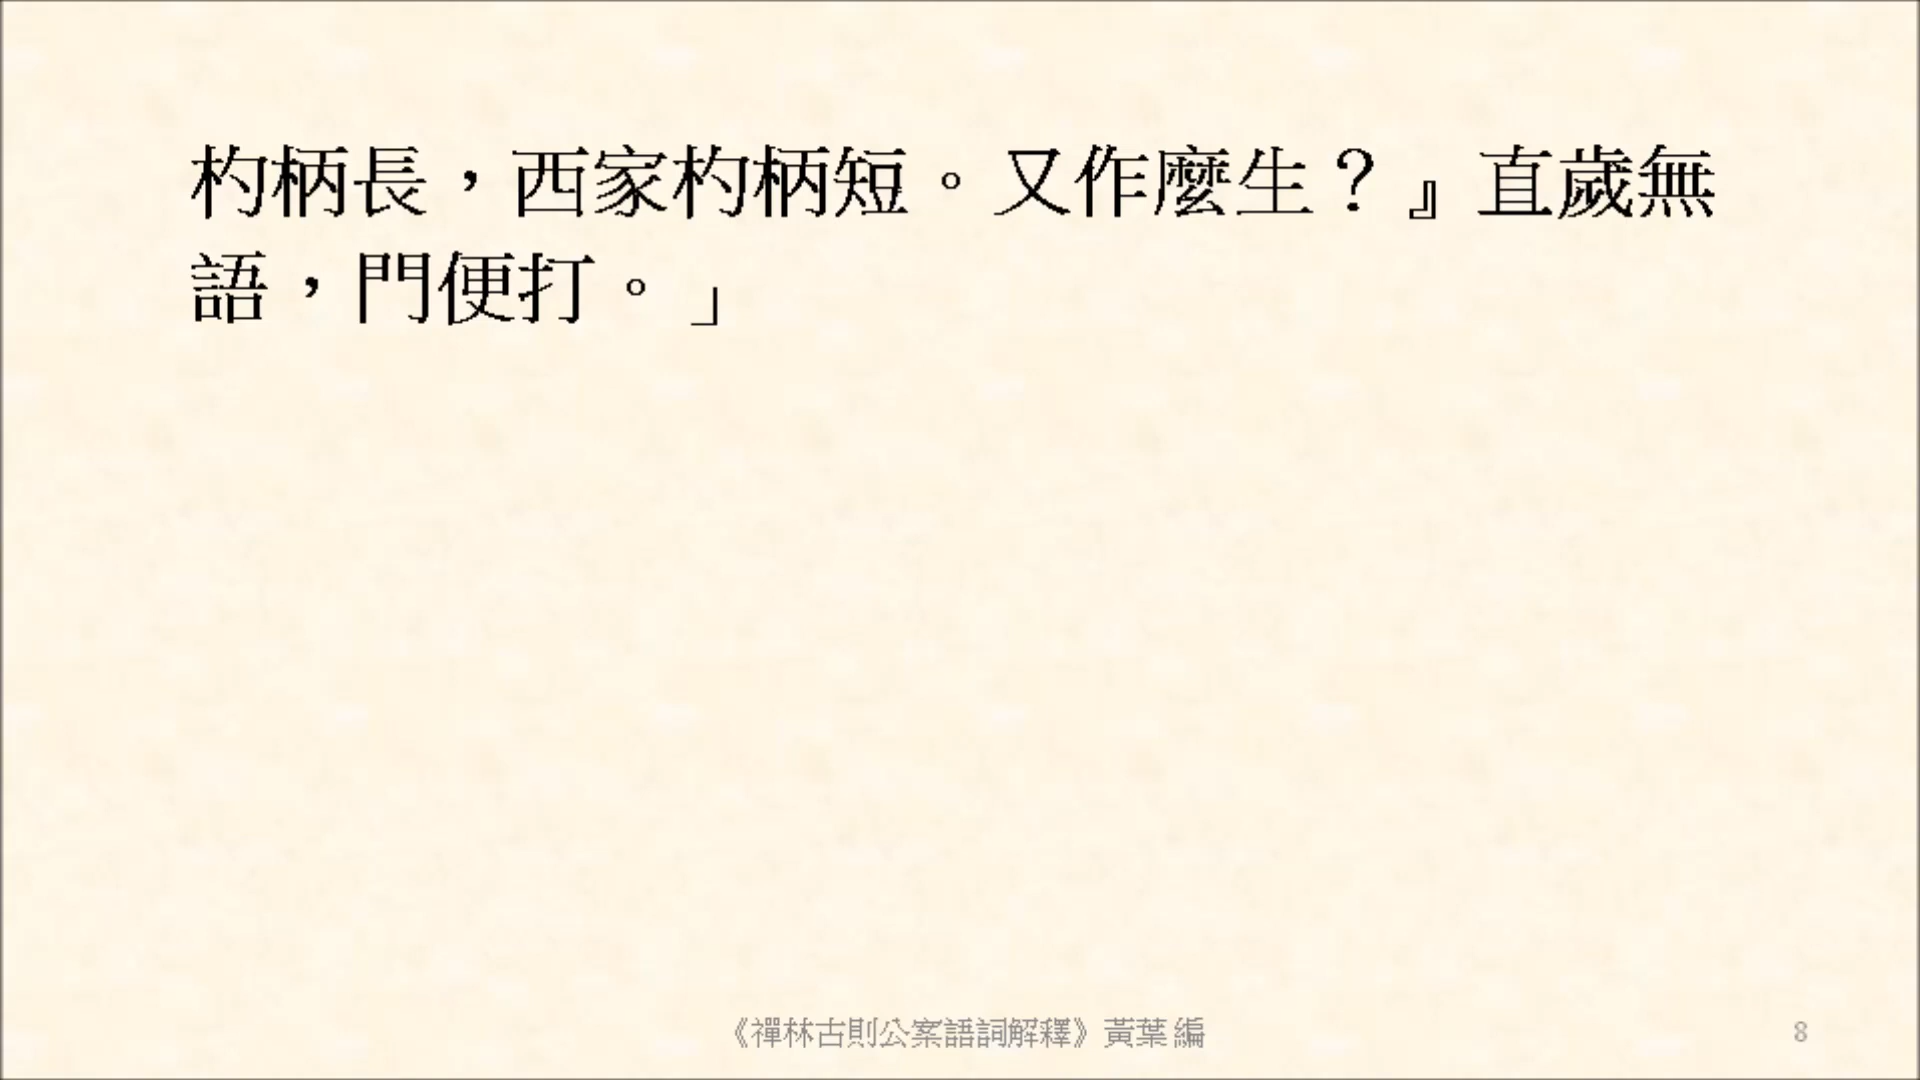 杓柄長，西家杓柄短。又作麼生？』直歲無
語，門便打。」
《禪林古則公案語詞解釋》黃葉 編
8